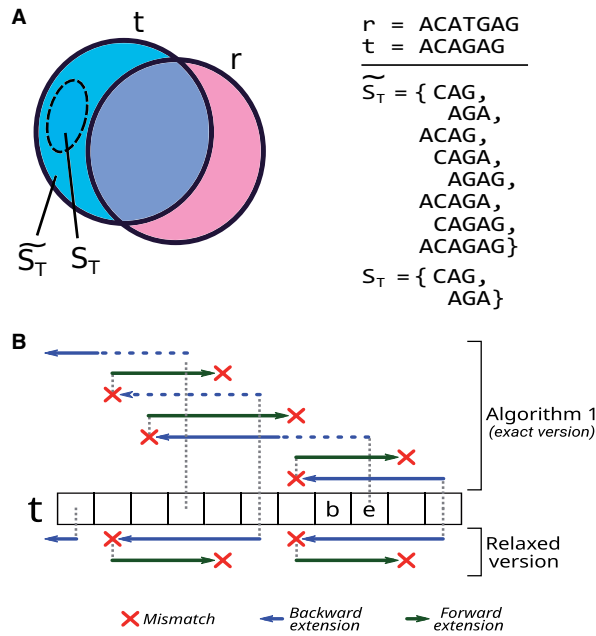 A
t
r
r = ACATGAG
t = ACAGAG
S̃T = { CAG,
AGA,
ACAG,
CAGA,
AGAG,
ACAGA,
CAGAG,
ACAGAG}
ST = { CAG,
AGA}
S̃T
ST
B
Algorithm 1
(exact version)
t
b e
Relaxed
version
Mismatch
Backward
extension
Forward
extension